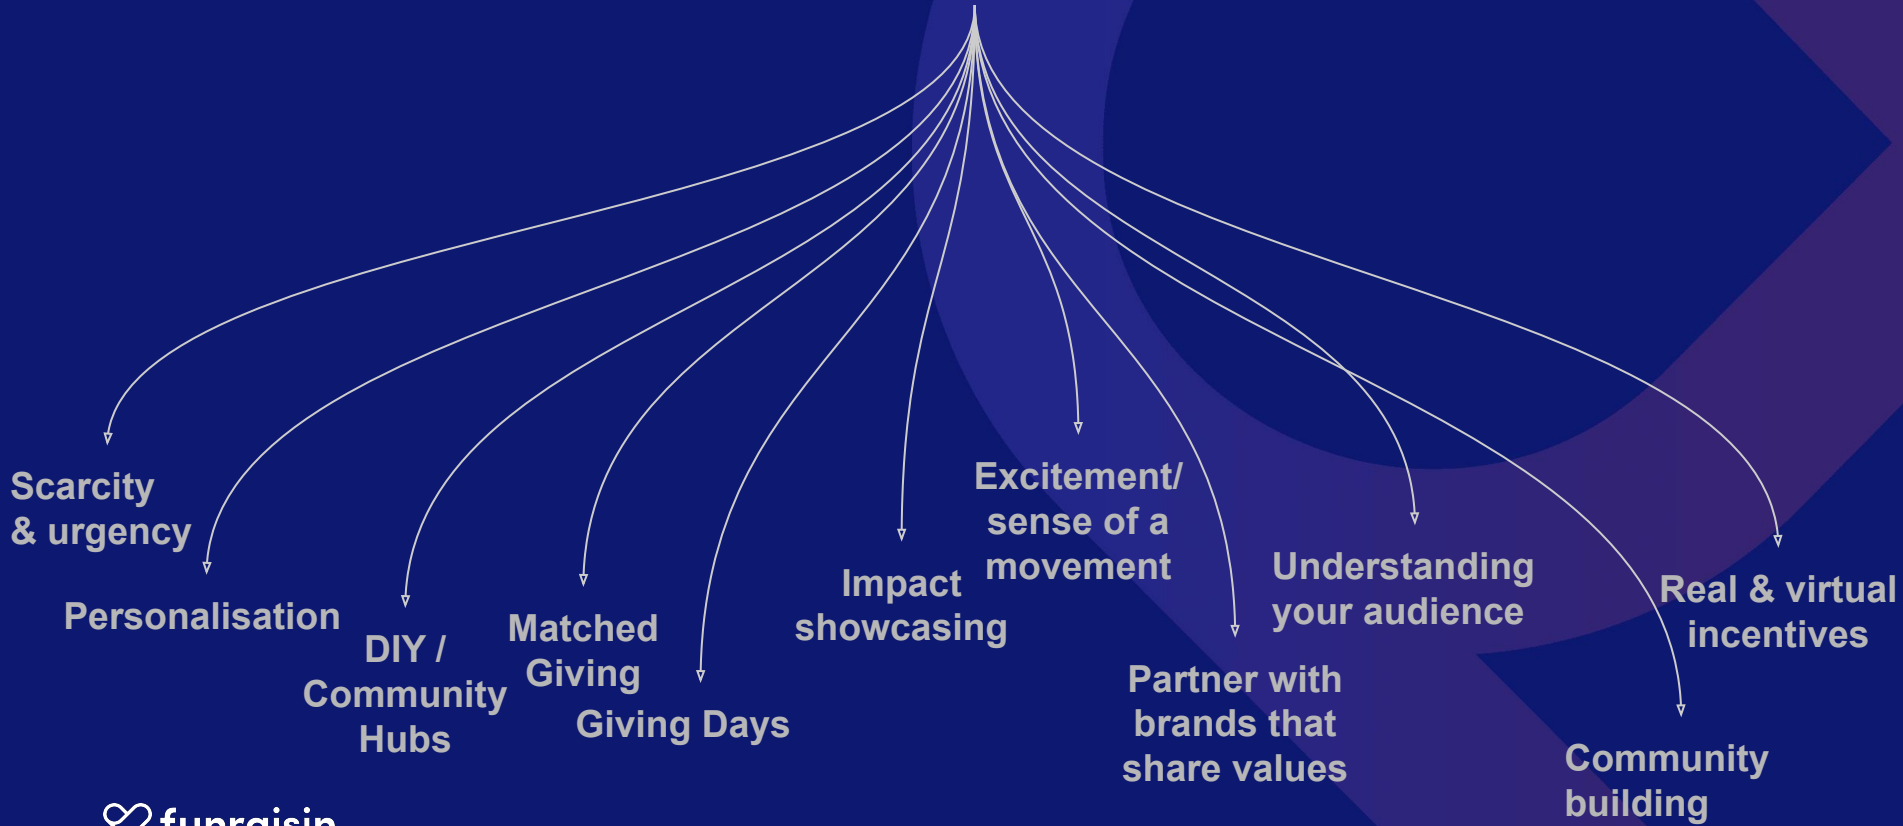 Scarcity
& urgency
Personalisation
DIY /
Community
Hubs
Matched
Giving
Giving Days
Impact
showcasing
Excitement/
sense of a
movement
Partner with
brands that
share values
Understanding
your audience
Real & virtual
incentives
Community
building
funraisin